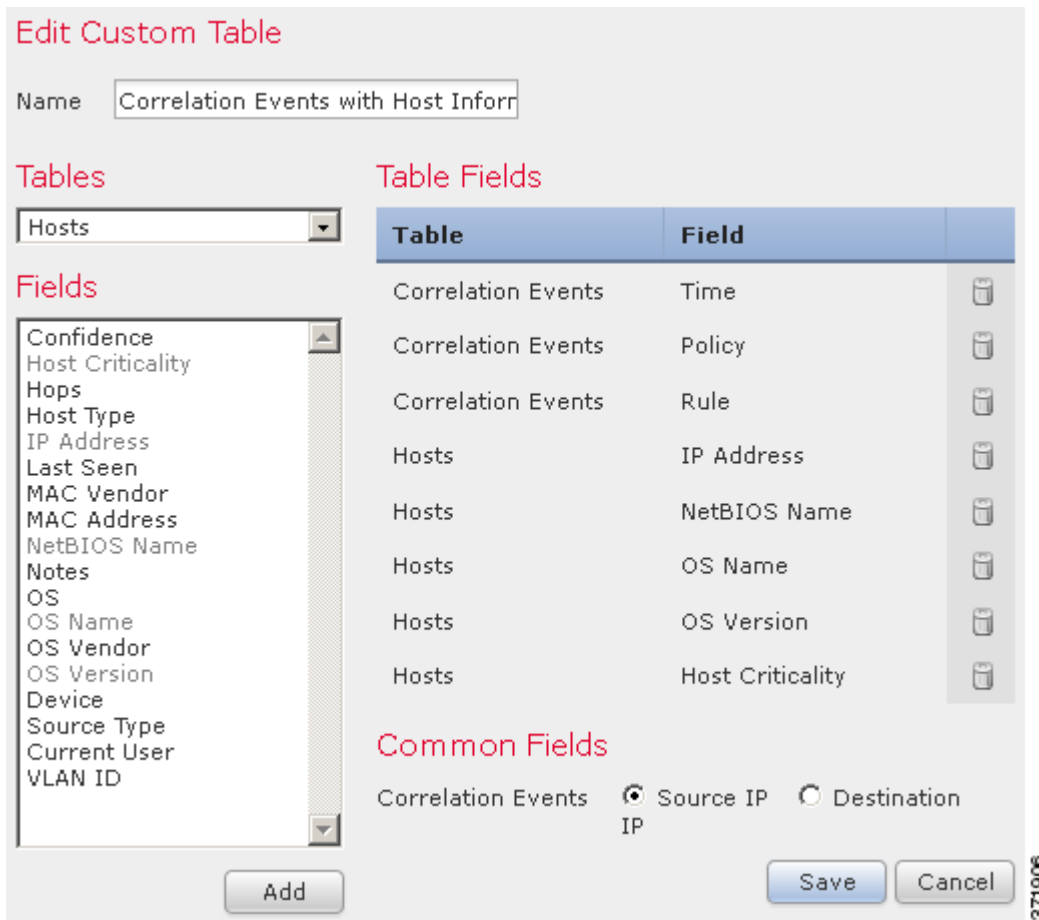 Edit Custom Table
Name Correlation Events with Host Inforr
Tables
Hosts
Fields
Confidence
Host Criticality
Hops
Host Type
IP Address
Last Seen
MAC Vendor
MAC Address
NetBIOS Name
Notes
OS
OS Name
OS Vendor
OS Version
Device
Source Type
Current User
VLAN ID
Add
Table Fields
Table Field
Correlation Events Time
Correlation Events Policy
Correlation Events Rule
Hosts IP Address
Hosts NetBIOS Name
Hosts OS Name
Hosts OS Version
Hosts Host Criticality
Common Fields
Correlation Events Source IP Destination
IP
Save Cancel
371906